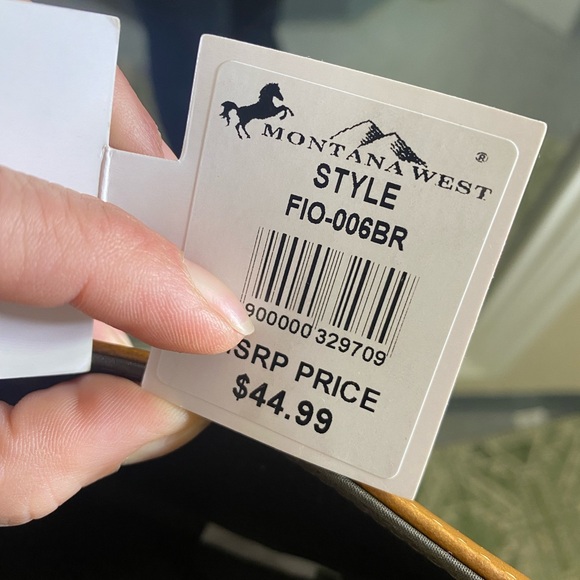 MONTANA WEST ®
STYLE
FIO-006BR
900000 329709
SRP PRICE
$44.99